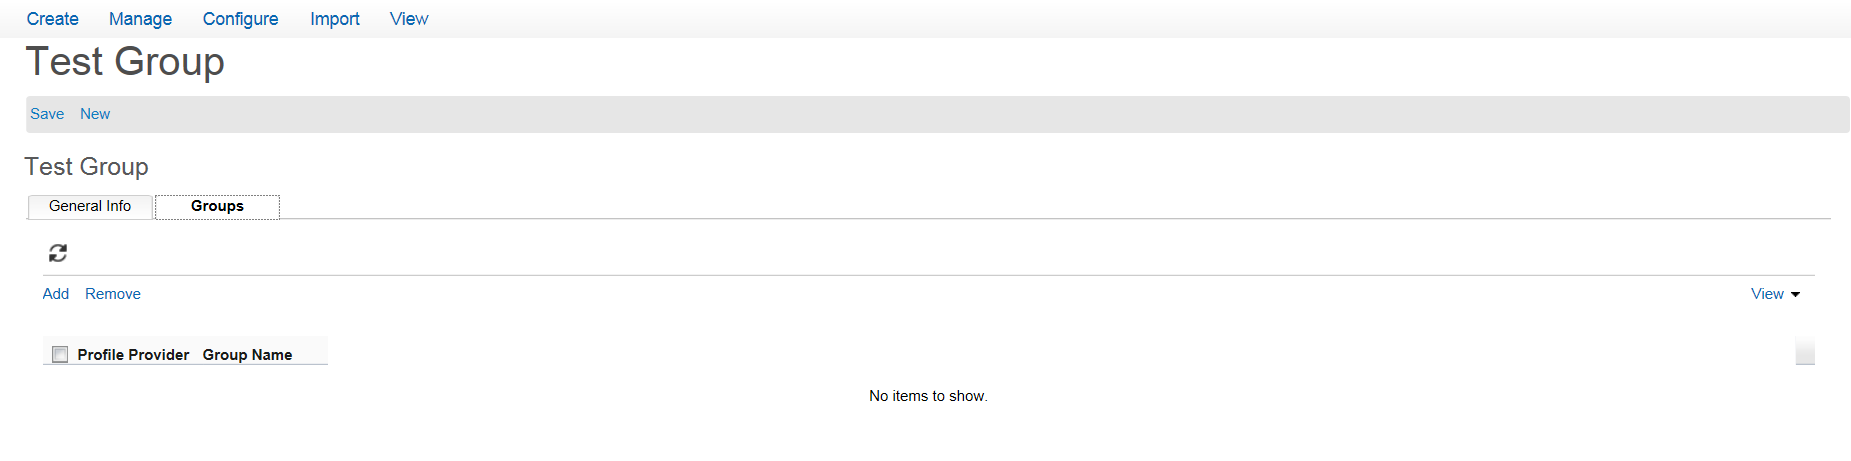 Create Manage Configure Import View
Test Group
Save New
Test Group
General Info Groups
Add Remove View
Profile Provider Group Name
No items to show.